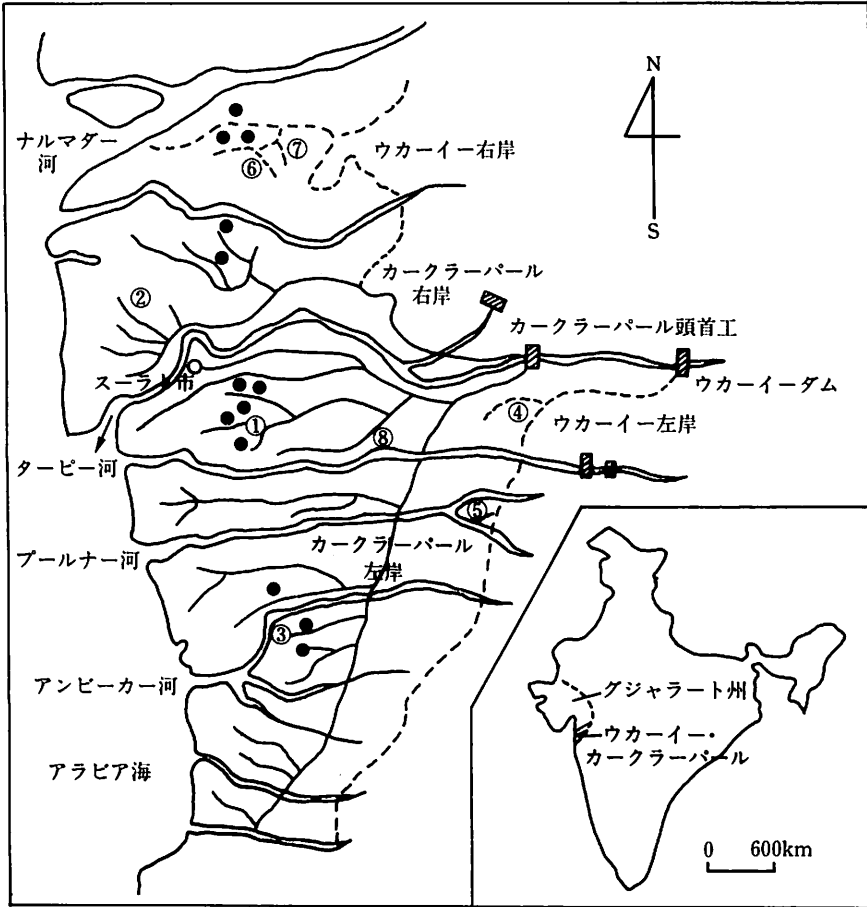 N
ナルマダー
河
⑦
⑥
ウカーイー右岸
S
カークラーパール
右岸
②
カークラーパール頭首工
スーラト市
ウカーイーダム
④
ウカーイー左岸
①
⑧
ターピー河
⑤
プールナー河
カークラーパール
左岸
③
アンビーカー河
アラビア海
グジャラート州
ウカーイー・
カークラーパール
0 600km